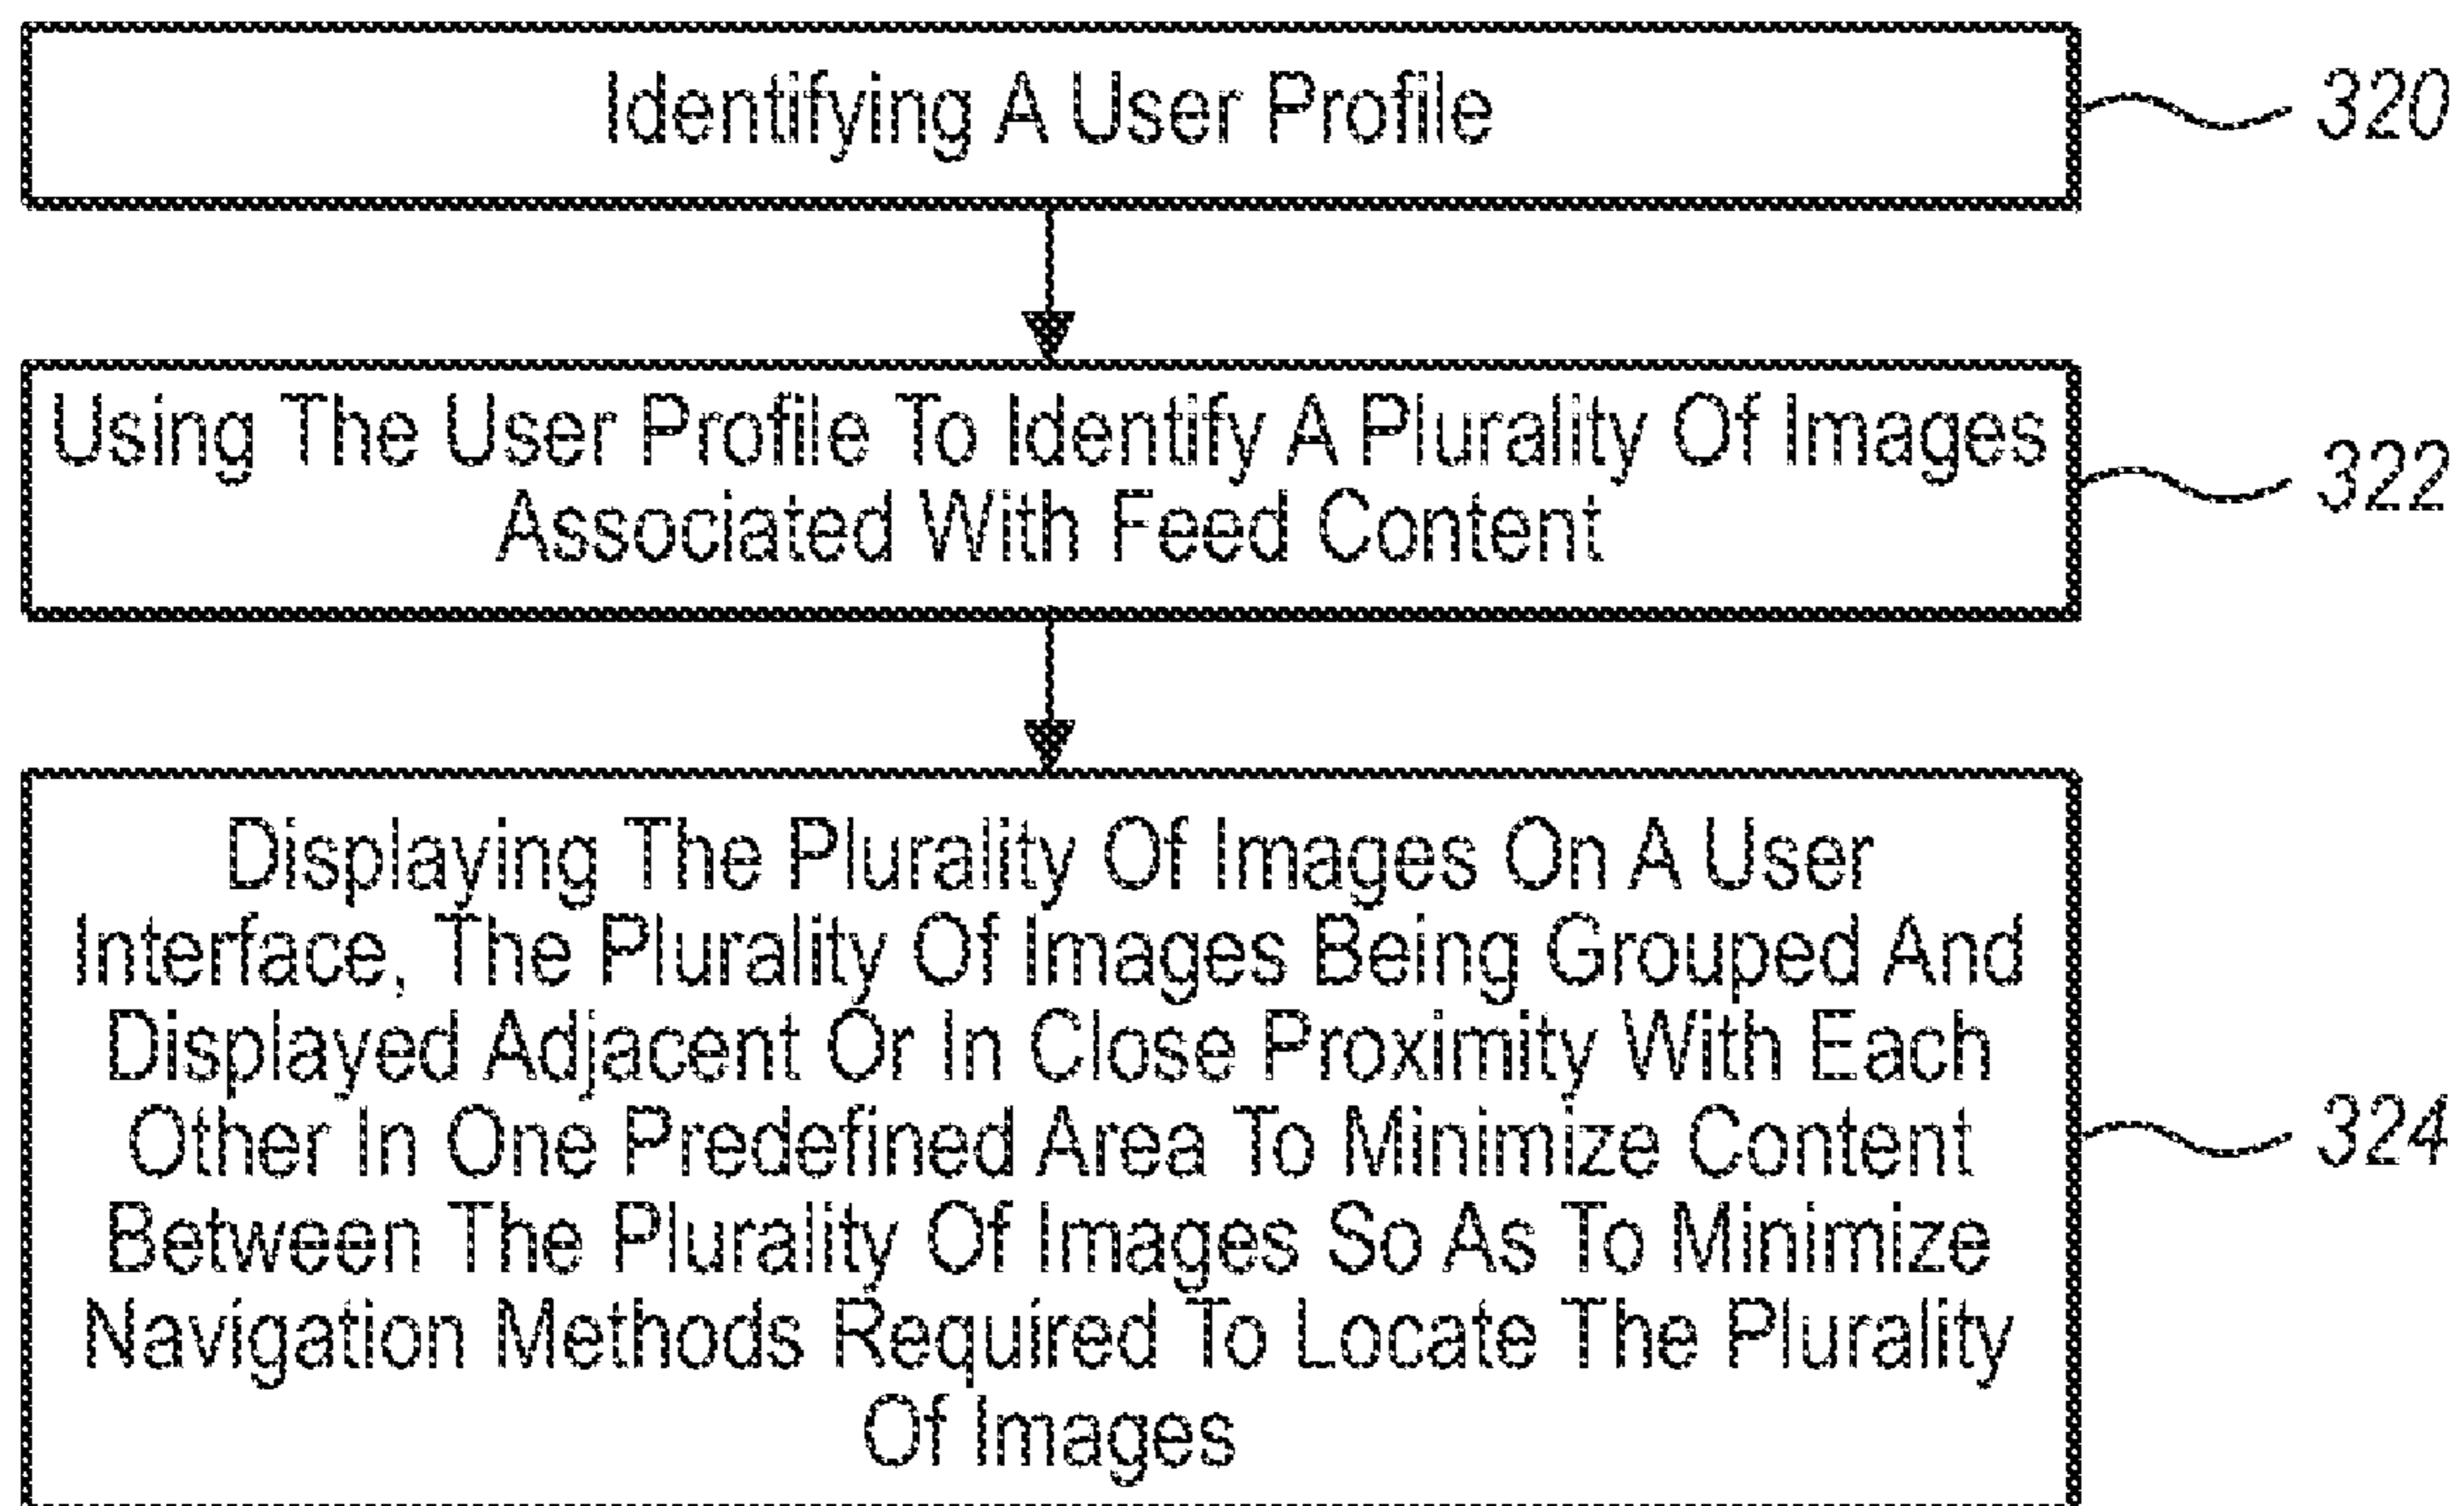 Identifying A User Profile
320
Using The User Profile To Identify A Plurality Of Images
Associated With Feed Content
322
Displaying The Plurality Of Images On A User
Interface, The Plurality Of Images Being Grouped And
Displayed Adjacent Or In Close Proximity With Each
Other In One Predefined Area To Minimize Content
Between The Plurality Of Images So As To Minimize
Navigation Methods Required To Locate The Plurality
Of Images
324